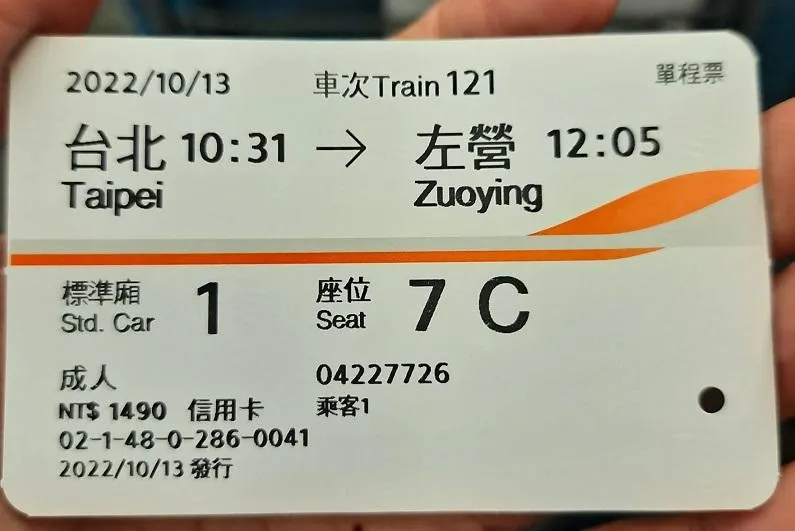 2022/10/13 車次Train 121 單程票
台北 10:31 → 左營 12:05
Taipei Zuoying
標準廂 1 座位 7 C
Std. Car Seat
成人 04227726
NT$ 1490 信用卡 乘客1
02-1-48-0-286-0041
2022/10/13 發行